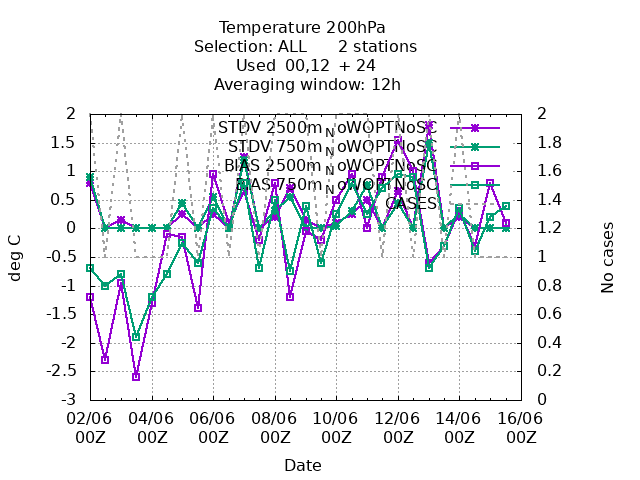 Temperature 200hPa
Selection: ALL 2 stations
Used 00,12 + 24
Averaging window: 12h
STDV 2500m_NoWOPTNoSC
STDV 750m_NoWOPTNoSC
BIAS 2500m_NoWOPTNoSC
BIAS 750m_NoWOPTNoSC
CASES
2
1.5
1
0.5
0
-0.5
-1
-1.5
-2
-2.5
-3
deg C
2
1.8
1.6
1.4
1.2
1
0.8
0.6
0.4
0.2
0
No cases
02/06 04/06 06/06 08/06 10/06 12/06 14/06 16/06
00Z 00Z 00Z 00Z 00Z 00Z 00Z 00Z
Date